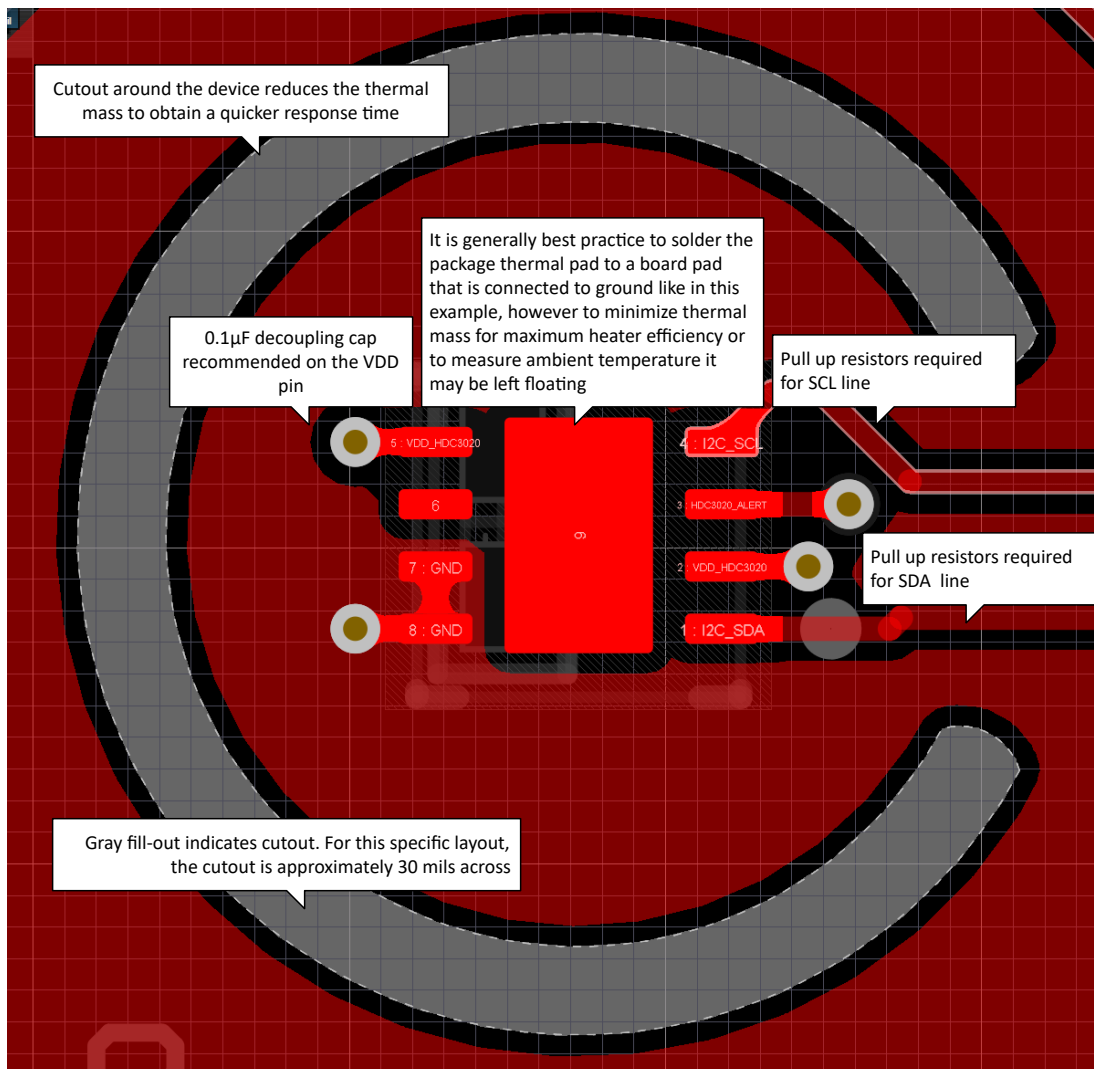 Cutout around the device reduces the thermal
mass to obtain a quicker response time
It is generally best practice to solder the
package thermal pad to a board pad
that is connected to ground like in this
example, however to minimize thermal
mass for maximum heater efficiency or
to measure ambient temperature it
may be left floating
0.1µF decoupling cap
recommended on the VDD
pin
Pull up resistors required
for SCL line
5 : VDD_HDC3020
4 : I2C_SCL
6
3 : HDC3020_ALERT
9
7 : GND
2 : VDD_HDC3020
Pull up resistors required
for SDA  line
8 : GND
1 : I2C_SDA
Gray fill-out indicates cutout. For this specific layout,
the cutout is approximately 30 mils across